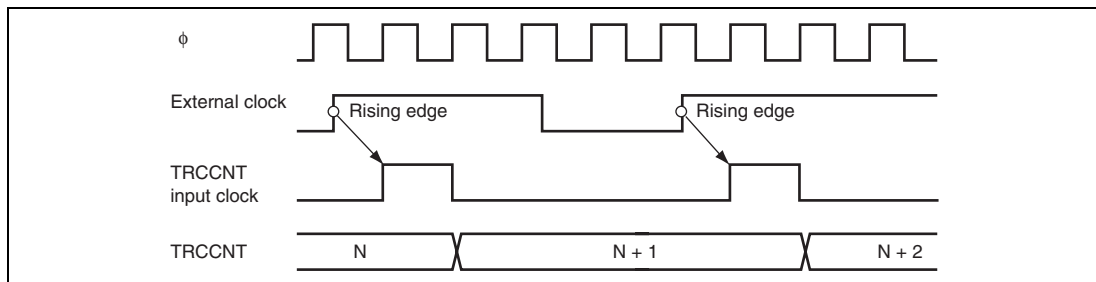 ϕ
External clock
Rising edge
Rising edge
TRCCNT
input clock
TRCCNT
N
N + 1
N + 2